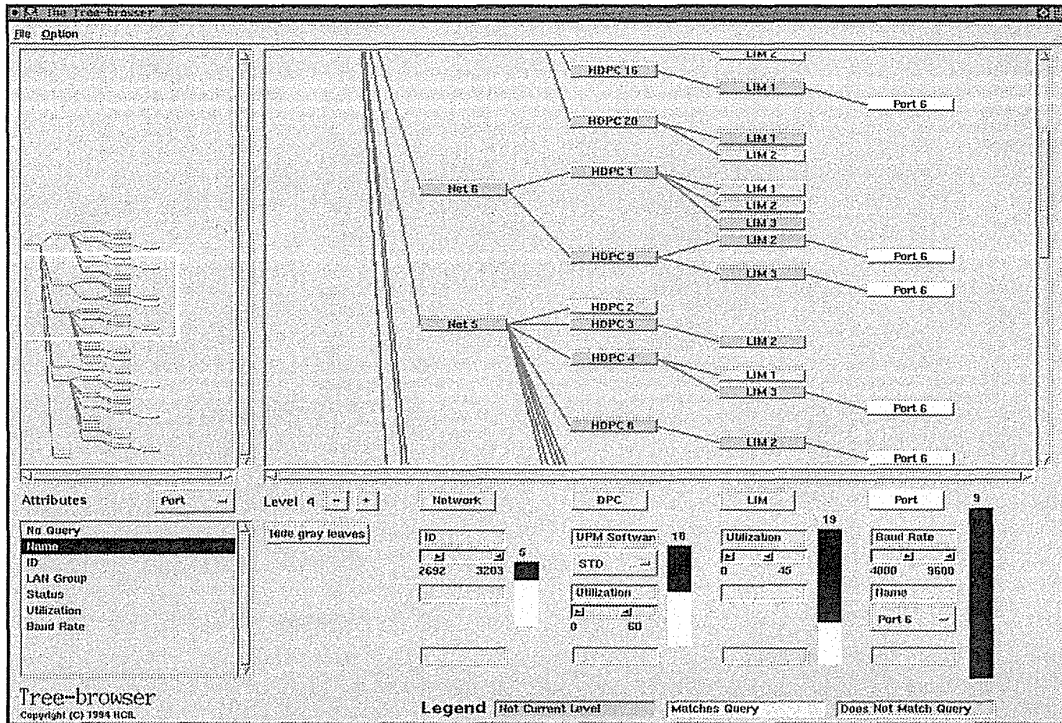 The Tree-browser
File Option
LIM 2
HDPC 16
LIM 1
Port 6
HDPC 20
LIM 1
LIM 2
HDPC 1
Net 6
LIM 1
LIM 2
LIM 3
HDPC 9
LIM 2
Port 6
LIM 3
Port 6
HDPC 2
Net 5
HDPC 3
LIM 2
HDPC 4
LIM 1
LIM 3
Port 6
HDPC 6
LIM 2
Port 6
Attributes Port
Level 4 - +
Network DPC LIM Port 9
No Query
Name
ID
LAN Group
Status
Utilization
Baud Rate
Hide gray leaves
ID
2692 3203
5
UPM Softwar
STD
Utilization
0 60
Utilization
0 45
19
Baud Rate
4000 9600
Name
Port 6
Tree-browser
Copyright (C) 1994 HCIL
Legend Not Current Level Matches Query Does Not Match Query